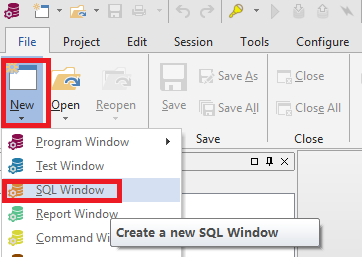 File Project Edit Session Tools Configure
New Open Reopen Save Save As Save All Close Close All
Save Close
Program Window
Test Window
SQL Window
Report Window
Command Wi
Create a new SQL Window